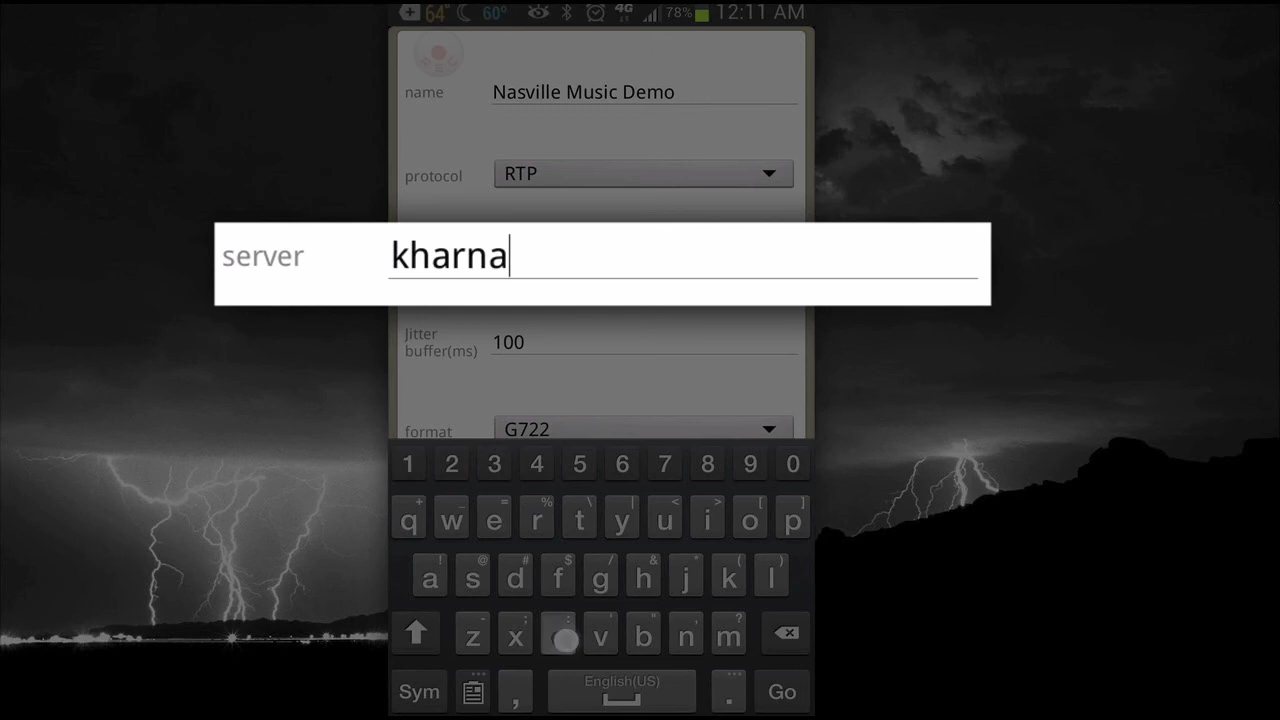 64° 60° 4G 78% 12:11 AM
name Nasville Music Demo
protocol RTP
server kharna
Jitter
buffer(ms) 100
format G722
1 2 3 4 5 6 7 8 9 0
q w e r t y u i o p
a s d f g h j k l
z x v b n m
Sym , English(US) . Go